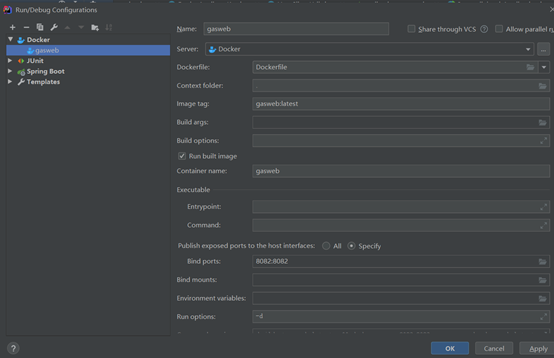 Run/Debug Configurations
Name: gasweb
Share through VCS
Allow parallel r
Docker
gasweb
JUnit
Spring Boot
Templates
Server: Docker
Dockerfile: Dockerfile
Context folder: .
Image tag: gasweb:latest
Build args:
Build options:
Run built image
Container name: gasweb
Executable
Entrypoint:
Command:
Publish exposed ports to the host interfaces: All Specify
Bind ports: 8082:8082
Bind mounts:
Environment variables:
Run options: -d
? OK Cancel Apply